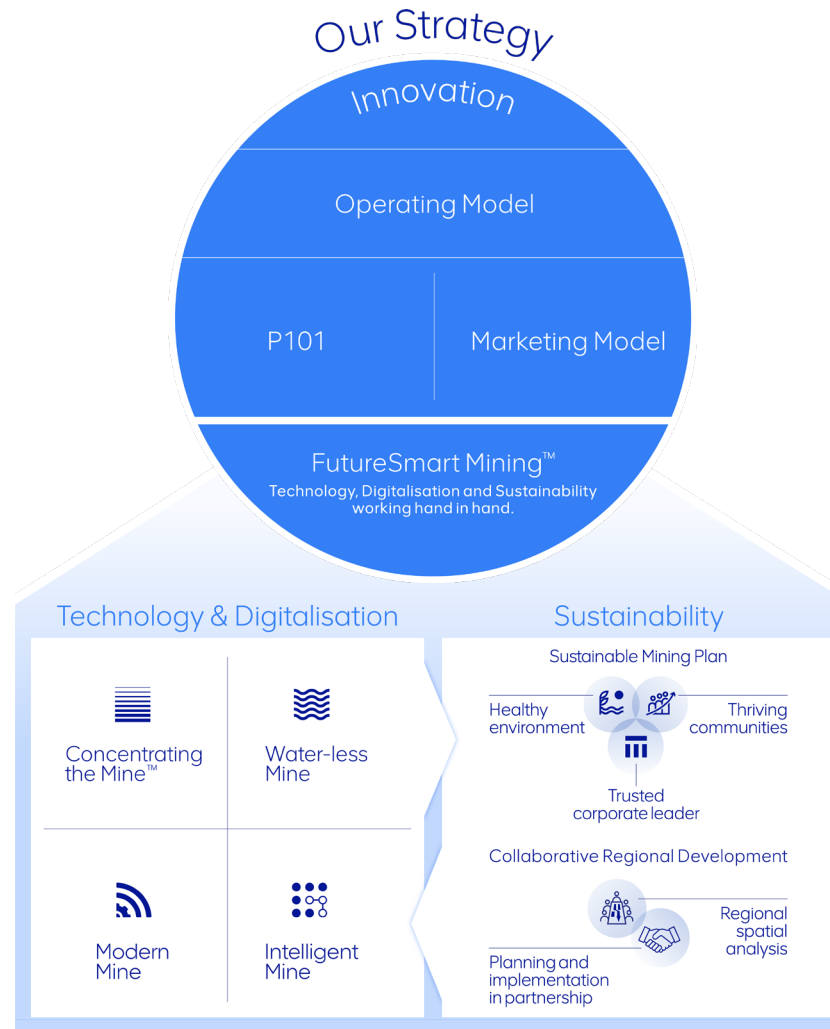 Our Strategy
Innovation
Operating Model
P101
Marketing Model
FutureSmart Mining™
Technology, Digitalisation and Sustainability
working hand in hand.
Technology & Digitalisation
Concentrating
the Mine™
Water-less
Mine
Modern
Mine
Intelligent
Mine
Sustainability
Sustainable Mining Plan
Healthy
environment
Thriving
communities
Trusted
corporate leader
Collaborative Regional Development
Regional
spatial
analysis
Planning and
implementation
in partnership